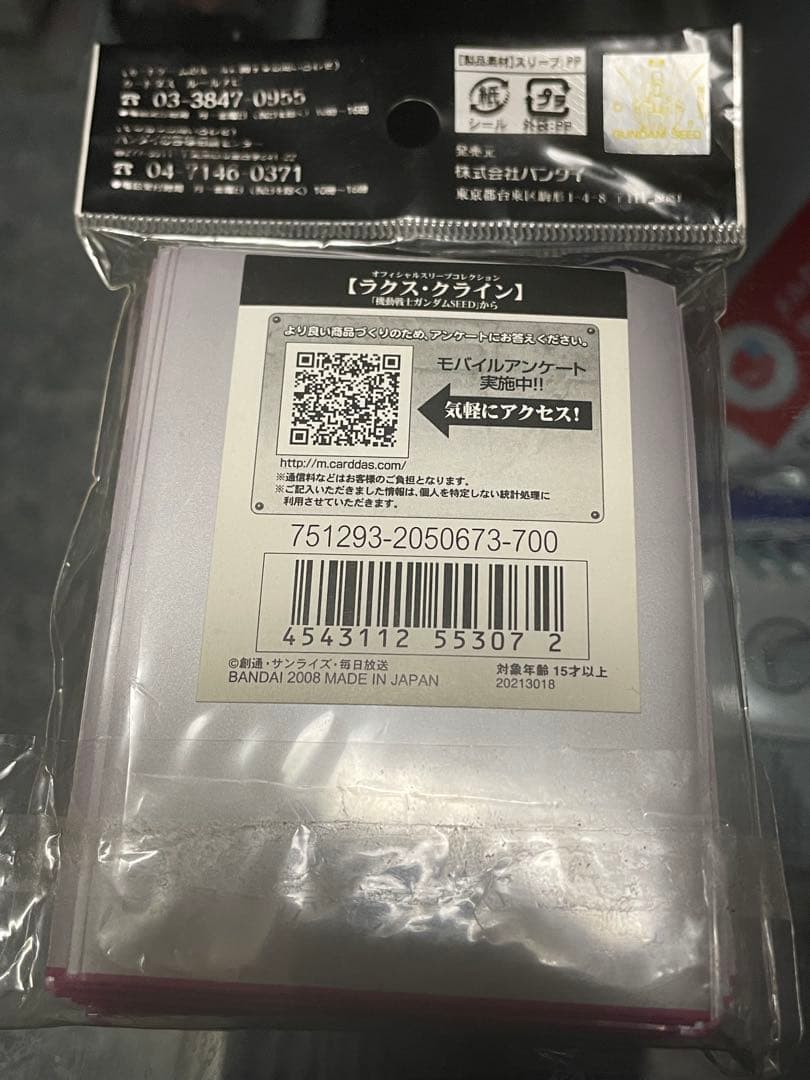 カードダス ルールナビ
☎ 03-3847-0955
☎ 04-7146-0371
【製品素材】スリーブ:PP
紙
プラ
シール
外袋:PP
GUNDAM SEED
発売元
株式会社バンダイ
東京都台東区駒形1-4-8
オフィシャルスリーブコレクション
【ラクス・クライン】
「機動戦士ガンダムSEED」から
より良い商品づくりのため、アンケートにお答えください。
モバイルアンケート
実施中!!
気軽にアクセス!
http://m.carddas.com/
※通信料などはお客様のご負担となります。
※ご記入いただきました情報は、個人を特定しない統計処理に
利用させていただきます。
751293-2050673-700
4543112 55307 2
©創通・サンライズ・毎日放送
BANDAI 2008 MADE IN JAPAN
対象年齢 15才以上
20213018